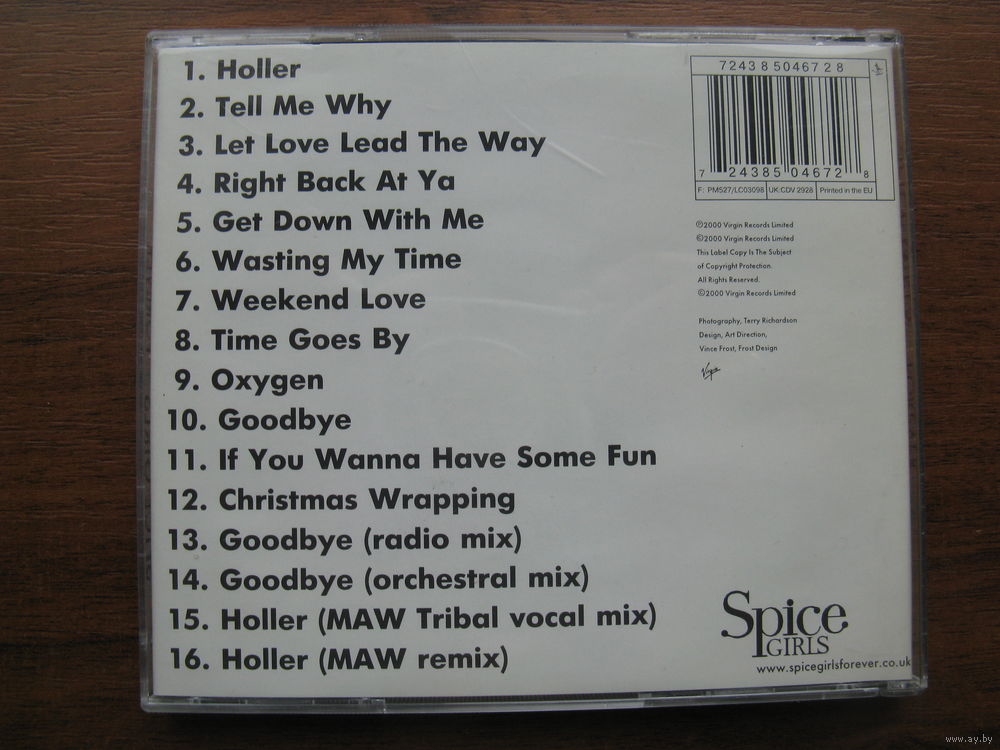 1. Holler
2. Tell Me Why
3. Let Love Lead The Way
4. Right Back At Ya
5. Get Down With Me
6. Wasting My Time
7. Weekend Love
8. Time Goes By
9. Oxygen
10. Goodbye
11. If You Wanna Have Some Fun
12. Christmas Wrapping
13. Goodbye (radio mix)
14. Goodbye (orchestral mix)
15. Holler (MAW Tribal vocal mix)
16. Holler (MAW remix)
72438 5046728
7 24385 04672 8
F: PM527/LC03098 UK:CDV 2928 Printed in the EU
℗2000 Virgin Records Limited
©2000 Virgin Records Limited
This Label Copy Is The Subject
of Copyright Protection.
All Rights Reserved.
©2000 Virgin Records Limited
Photography, Terry Richardson
Design, Art Direction,
Vince Frost, Frost Design
Virgin
Spice
GIRLS
www.spicegirlsforever.co.uk
www.ay.by